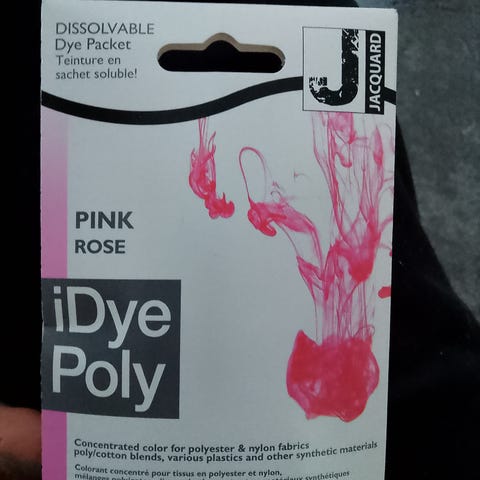 DISSOLVABLE
Dye Packet
Teinture en
sachet soluble!
J
JACQUARD
PINK
ROSE
iDye
Poly
Concentrated color for polyester & nylon fabrics
poly/cotton blends, various plastics and other synthetic materials
Colorant concentré pour tissus en polyester et nylon,
synthétiques